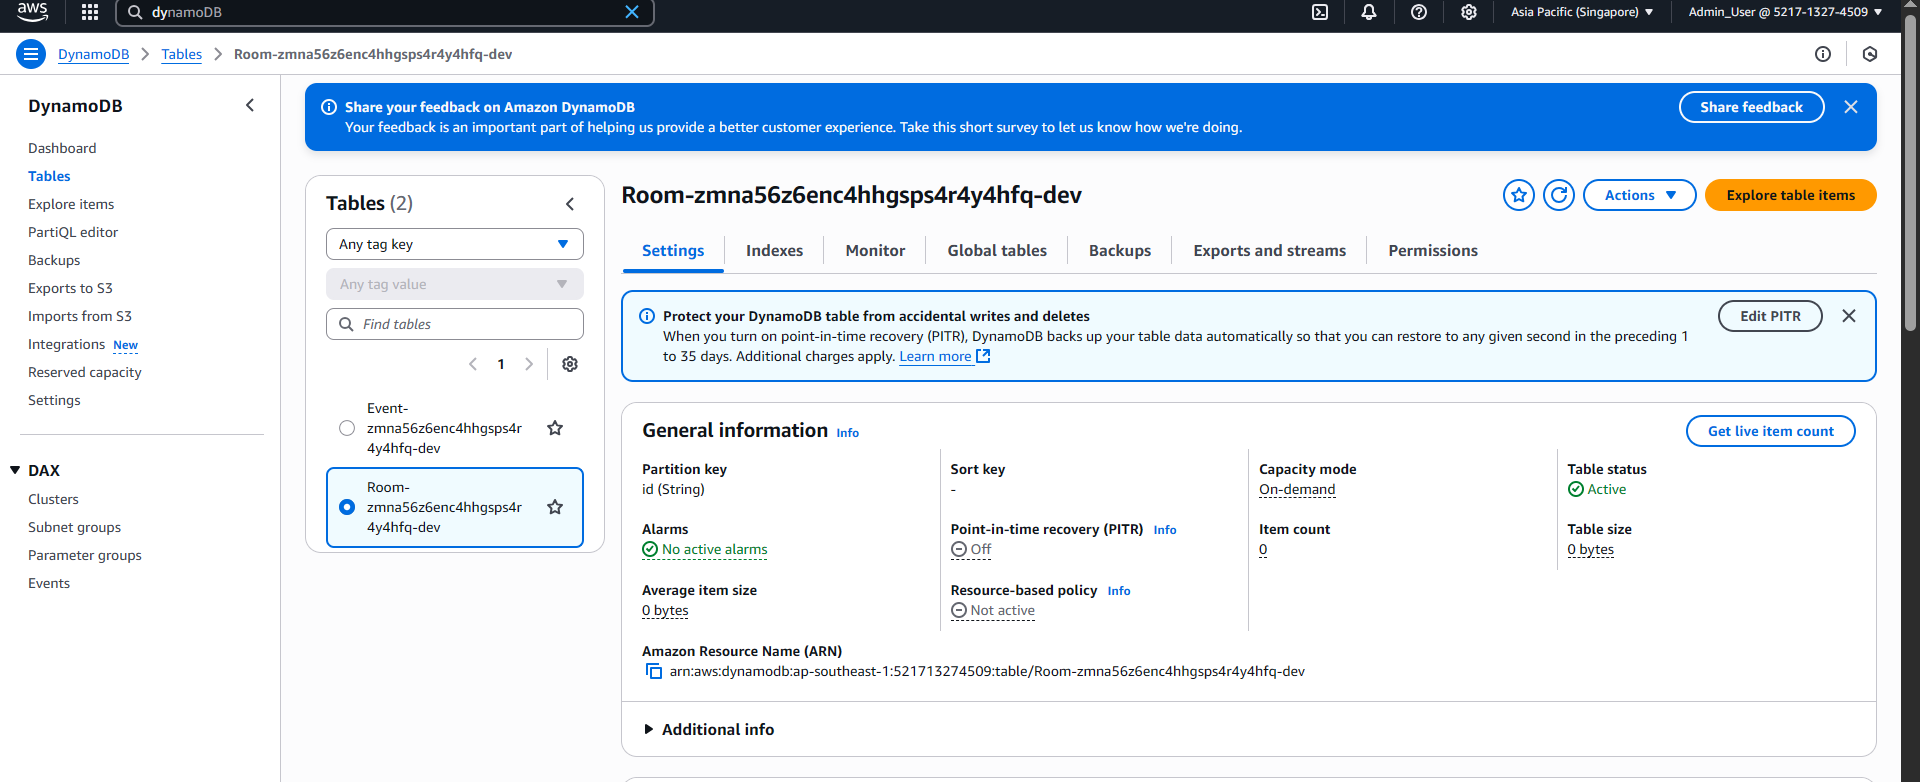 aws
dynamoDB
Asia Pacific (Singapore)
Admin_User @ 5217-1327-4509
DynamoDB
Tables
Room-zmna56z6enc4hhgsps4r4y4hfq-dev
DynamoDB
Dashboard
Tables
Explore items
PartiQL editor
Backups
Exports to S3
Imports from S3
Integrations New
Reserved capacity
Settings
DAX
Clusters
Subnet groups
Parameter groups
Events
Share your feedback on Amazon DynamoDB
Your feedback is an important part of helping us provide a better customer experience. Take this short survey to let us know how we're doing.
Share feedback
Tables (2)
Any tag key
Any tag value
Find tables
1
Event-
zmna56z6enc4hhgsps4r
4y4hfq-dev
Room-
zmna56z6enc4hhgsps4r
4y4hfq-dev
Room-zmna56z6enc4hhgsps4r4y4hfq-dev
Actions
Explore table items
Settings
Indexes
Monitor
Global tables
Backups
Exports and streams
Permissions
Protect your DynamoDB table from accidental writes and deletes
When you turn on point-in-time recovery (PITR), DynamoDB backs up your table data automatically so that you can restore to any given second in the preceding 1
to 35 days. Additional charges apply. Learn more
Edit PITR
General information Info
Get live item count
Partition key
id (String)
Sort key
-
Capacity mode
On-demand
Table status
Active
Alarms
No active alarms
Point-in-time recovery (PITR) Info
Off
Item count
0
Table size
0 bytes
Average item size
0 bytes
Resource-based policy Info
Not active
Amazon Resource Name (ARN)
arn:aws:dynamodb:ap-southeast-1:521713274509:table/Room-zmna56z6enc4hhgsps4r4y4hfq-dev
Additional info